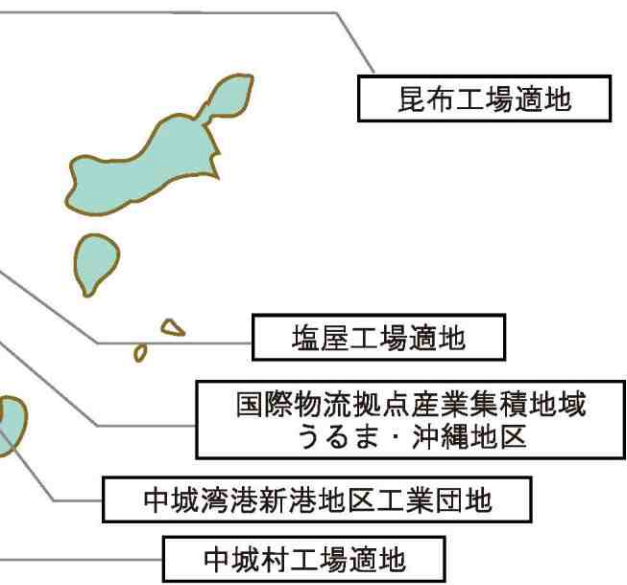 昆布工場適地
塩屋工場適地
国際物流拠点産業集積地域
うるま・沖縄地区
中城湾港新港地区工業団地
中城村工場適地